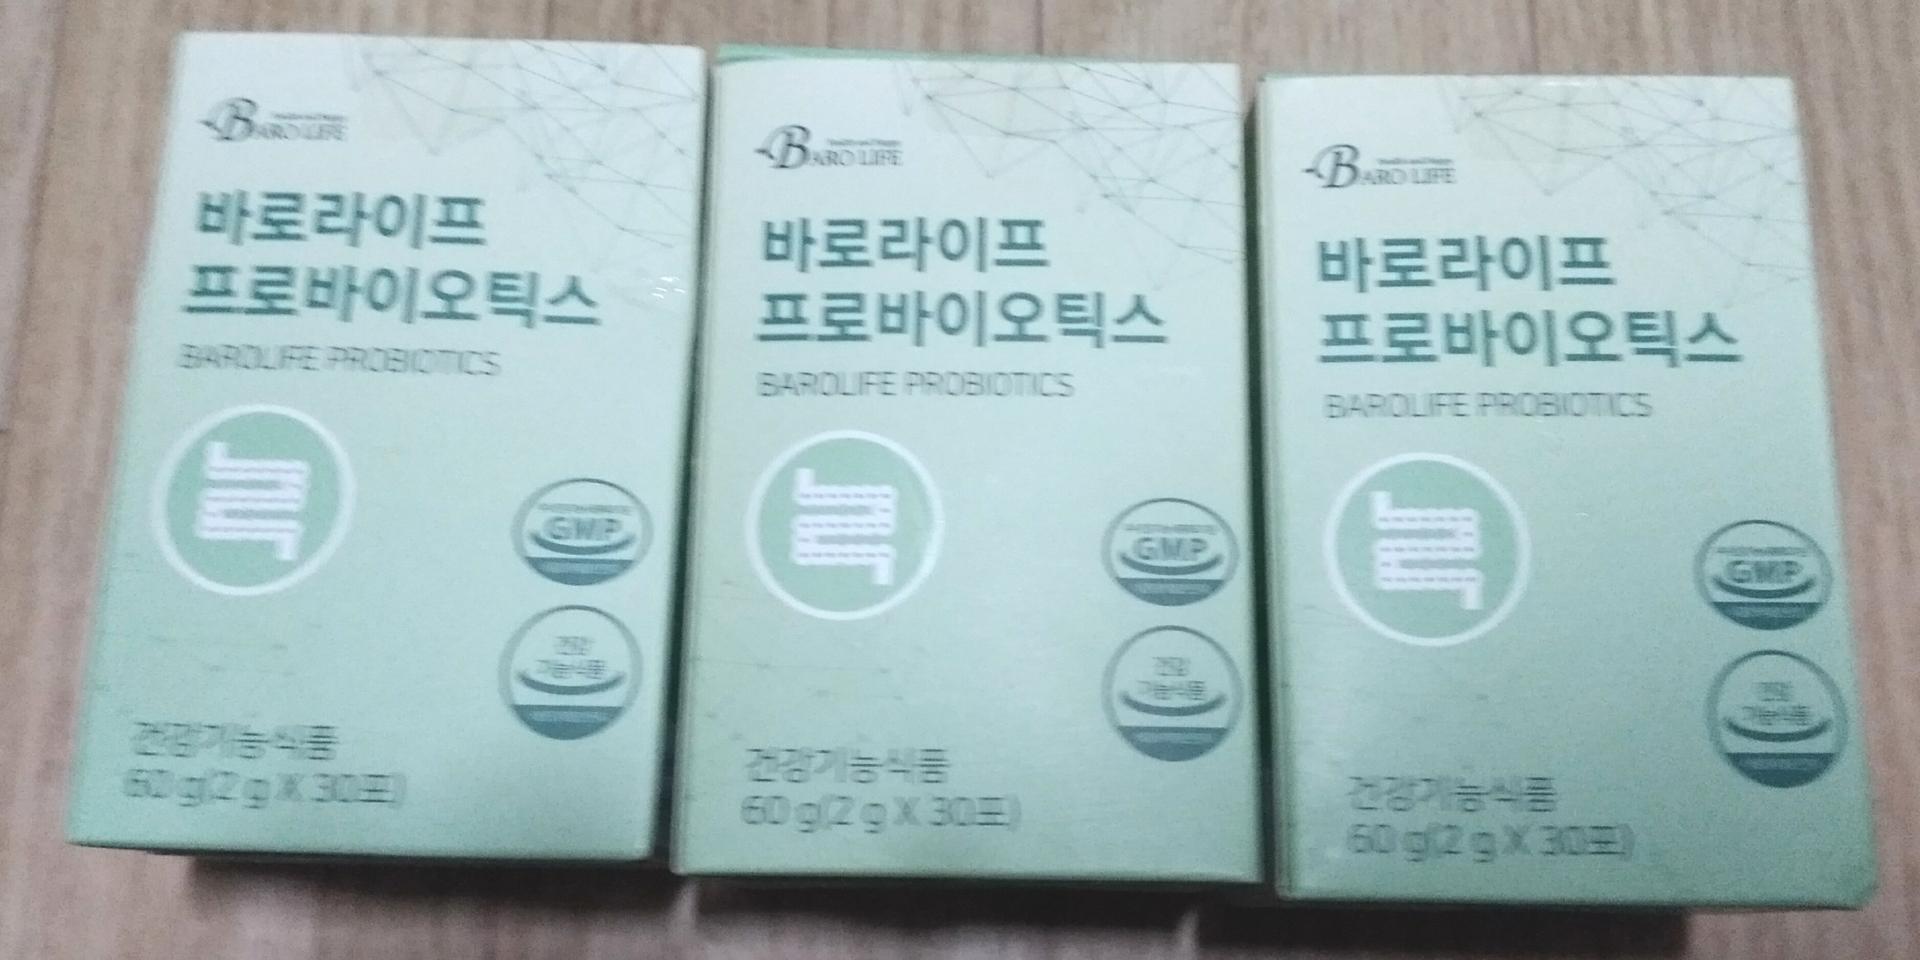 BARO LIFE
바로라이프
프로바이오틱스
BAROLIFE PROBIOTICS
GMP
건강
기능식품
건강기능식품
60 g(2 g X 30포)
BARO LIFE
바로라이프
프로바이오틱스
BAROLIFE PROBIOTICS
GMP
건강
기능식품
건강기능식품
60 g(2 g X 30포)
BARO LIFE
바로라이프
프로바이오틱스
BAROLIFE PROBIOTICS
GMP
건강
기능식품
건강기능식품
60 g(2 g X 30포)